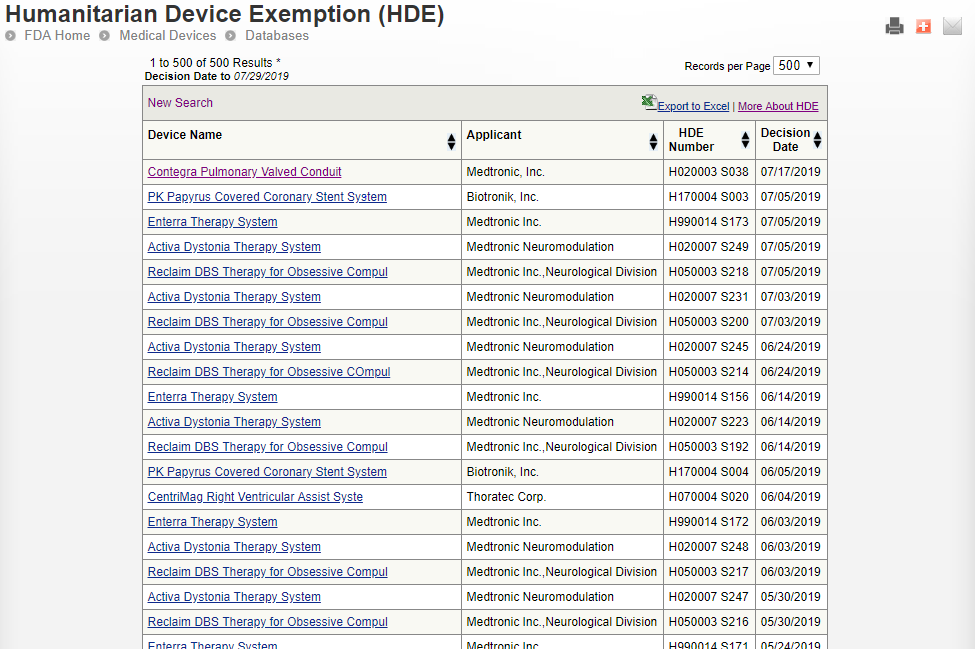 Humanitarian Device Exemption (HDE)
FDA Home Medical Devices Databases
1 to 500 of 500 Results *
Decision Date to 07/29/2019
Records per Page 500
New Search Export to Excel | More About HDE
Device Name Applicant HDE Number Decision Date
Contegra Pulmonary Valved Conduit Medtronic, Inc. H020003 S038 07/17/2019
PK Papyrus Covered Coronary Stent System Biotronik, Inc. H170004 S003 07/05/2019
Enterra Therapy System Medtronic Inc. H990014 S173 07/05/2019
Activa Dystonia Therapy System Medtronic Neuromodulation H020007 S249 07/05/2019
Reclaim DBS Therapy for Obsessive Compul Medtronic Inc.,Neurological Division H050003 S218 07/05/2019
Activa Dystonia Therapy System Medtronic Neuromodulation H020007 S231 07/03/2019
Reclaim DBS Therapy for Obsessive Compul Medtronic Inc.,Neurological Division H050003 S200 07/03/2019
Activa Dystonia Therapy System Medtronic Neuromodulation H020007 S245 06/24/2019
Reclaim DBS Therapy for Obsessive COmpul Medtronic Inc.,Neurological Division H050003 S214 06/24/2019
Enterra Therapy System Medtronic Inc. H990014 S156 06/14/2019
Activa Dystonia Therapy System Medtronic Neuromodulation H020007 S223 06/14/2019
Reclaim DBS Therapy for Obsessive Compul Medtronic Inc.,Neurological Division H050003 S192 06/14/2019
PK Papyrus Covered Coronary Stent System Biotronik, Inc. H170004 S004 06/05/2019
CentriMag Right Ventricular Assist Syste Thoratec Corp. H070004 S020 06/04/2019
Enterra Therapy System Medtronic Inc. H990014 S172 06/03/2019
Activa Dystonia Therapy System Medtronic Neuromodulation H020007 S248 06/03/2019
Reclaim DBS Therapy for Obsessive Compul Medtronic Inc.,Neurological Division H050003 S217 06/03/2019
Activa Dystonia Therapy System Medtronic Neuromodulation H020007 S247 05/30/2019
Reclaim DBS Therapy for Obsessive Compul Medtronic Inc.,Neurological Division H050003 S216 05/30/2019
Enterra Therapy System Medtronic Inc. H990014 S171 05/24/2019